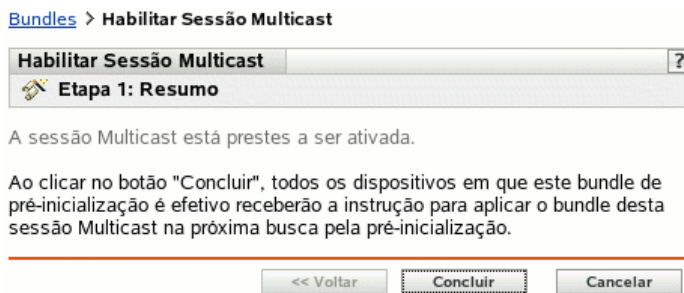 Bundles > Habilitar Sessão Multicast
Habilitar Sessão Multicast ?
Etapa 1: Resumo
A sessão Multicast está prestes a ser ativada.
Ao clicar no botão "Concluir", todos os dispositivos em que este bundle de
pré-inicialização é efetivo receberão a instrução para aplicar o bundle desta
sessão Multicast na próxima busca pela pré-inicialização.
<< Voltar Concluir Cancelar